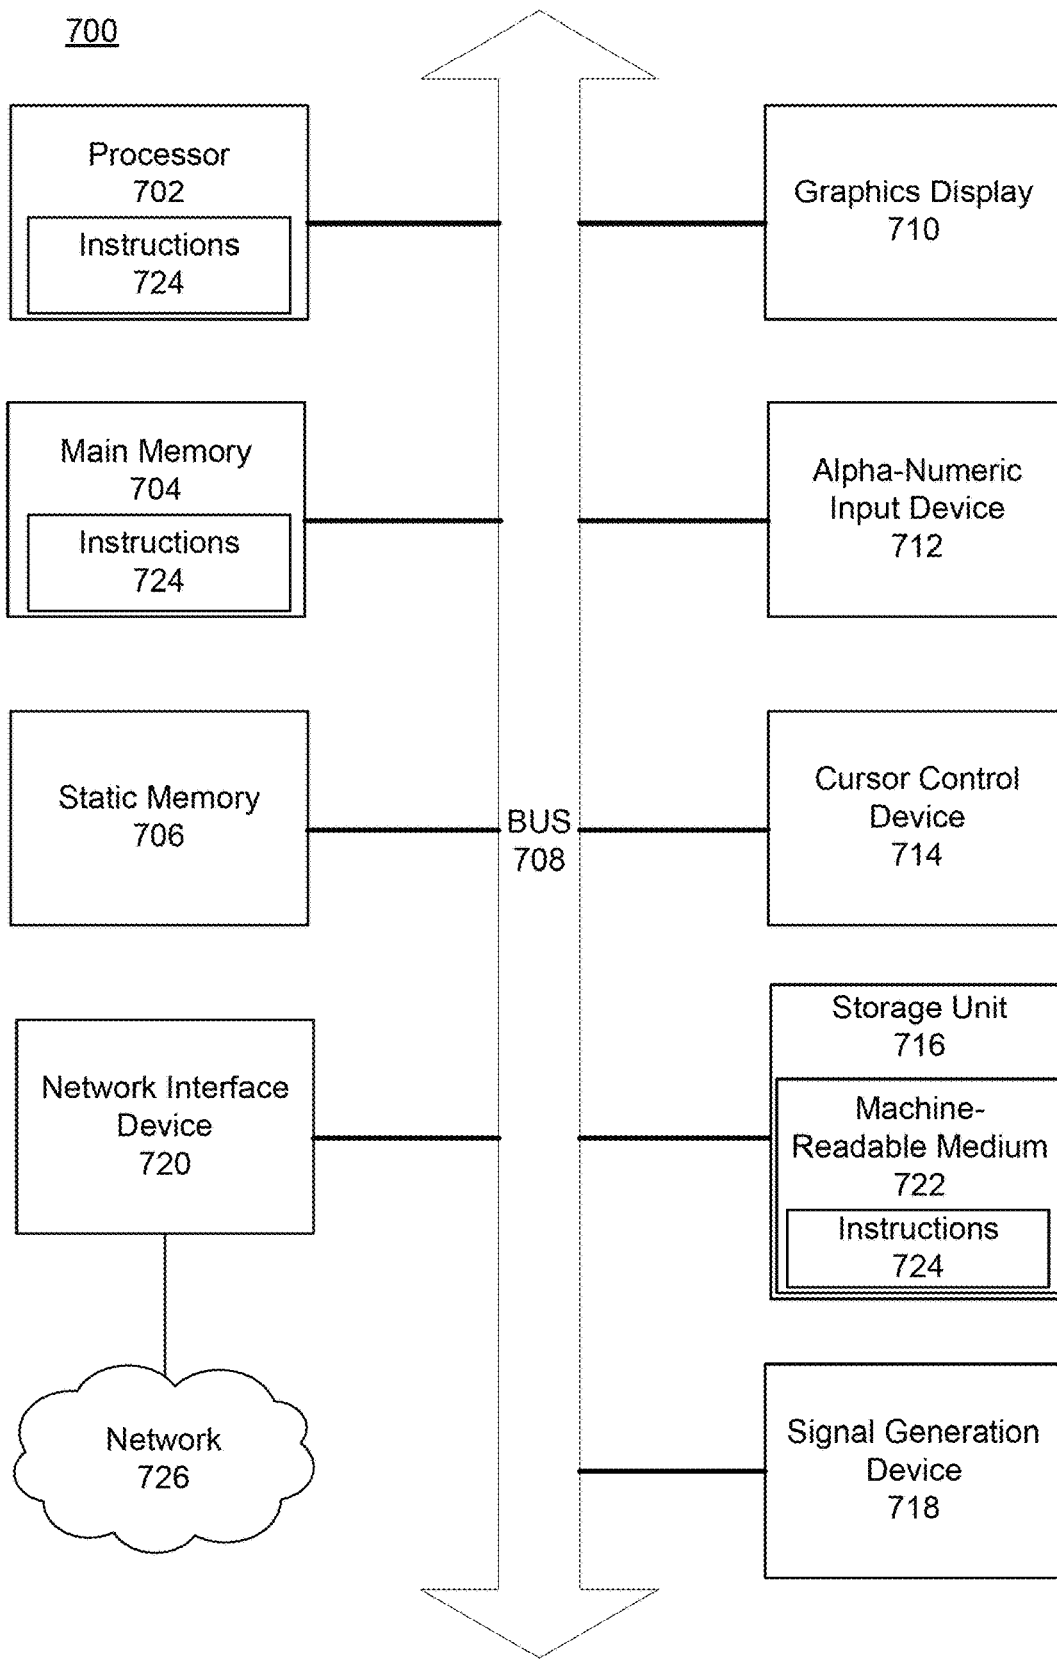 700
Processor
702
Instructions
724
Main Memory
704
Instructions
724
Static Memory
706
Network Interface
Device
720
Network
726
BUS
708
Graphics Display
710
Alpha-Numeric
Input Device
712
Cursor Control
Device
714
Storage Unit
716
Machine-
Readable Medium
722
Instructions
724
Signal Generation
Device
718